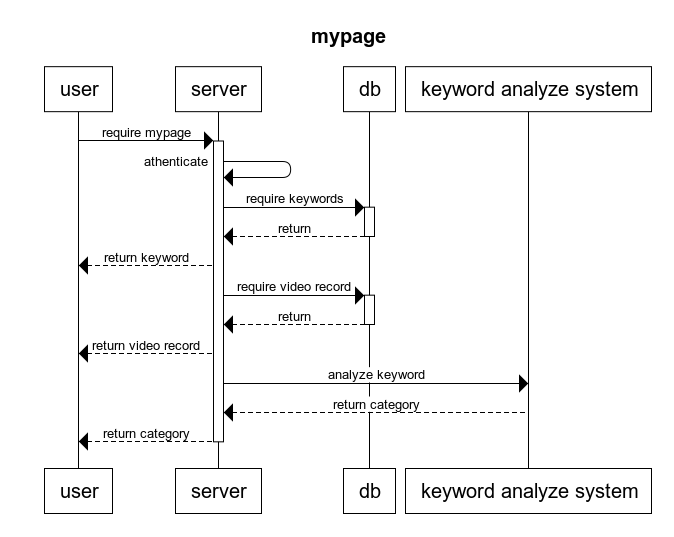 mypage
user
server
db
keyword analyze system
require mypage
athenticate
require keywords
return
return keyword
require video record
return
return video record
analyze keyword
return category
return category
user
server
db
keyword analyze system